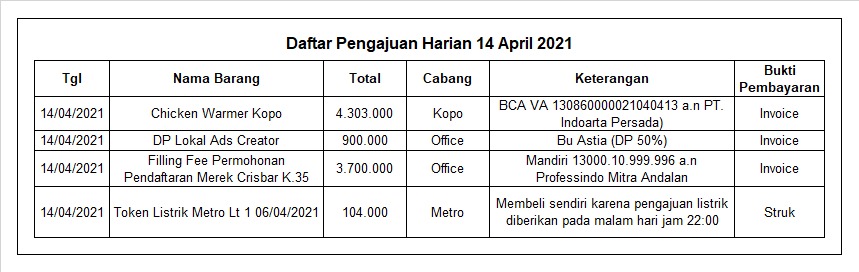 Daftar Pengajuan Harian 14 April 2021
Tgl Nama Barang Total Cabang Keterangan Bukti Pembayaran
14/04/2021 Chicken Warmer Kopo 4.303.000 Kopo BCA VA 130860000021040413 a.n PT. Indoarta Persada) Invoice
14/04/2021 DP Lokal Ads Creator 900.000 Office Bu Astia (DP 50%) Invoice
14/04/2021 Filling Fee Permohonan Pendaftaran Merek Crisbar K.35 3.700.000 Office Mandiri 13000.10.999.996 a.n Professindo Mitra Andalan Invoice
14/04/2021 Token Listrik Metro Lt 1 06/04/2021 104.000 Metro Membeli sendiri karena pengajuan listrik diberikan pada malam hari jam 22:00 Struk